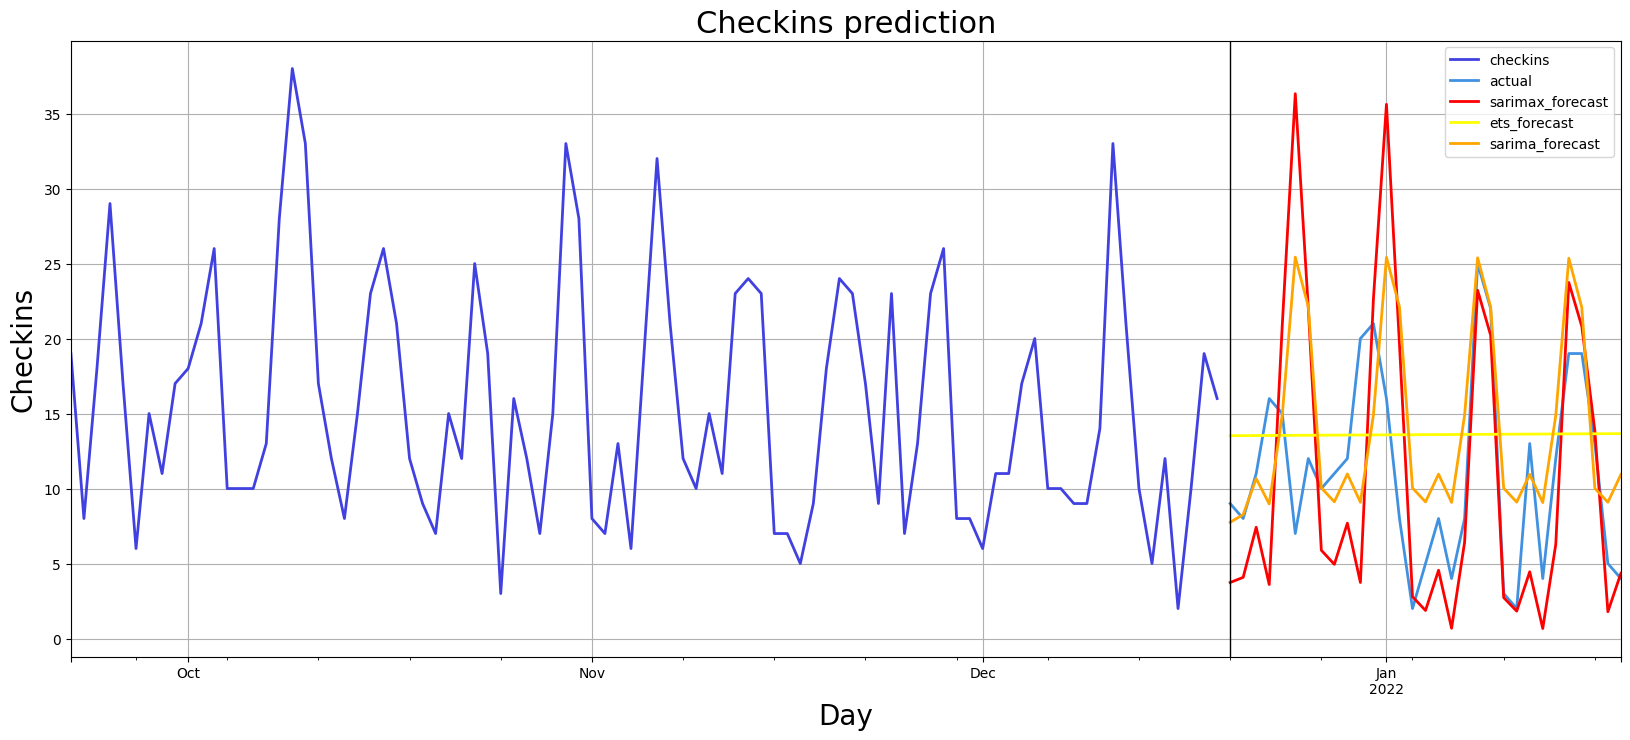 Checkins prediction
checkins
actual
sarimax_forecast
ets_forecast
sarima_forecast
35
30
25
20
15
10
5
0
Checkins
Oct
Nov
Dec
Jan
2022
Day